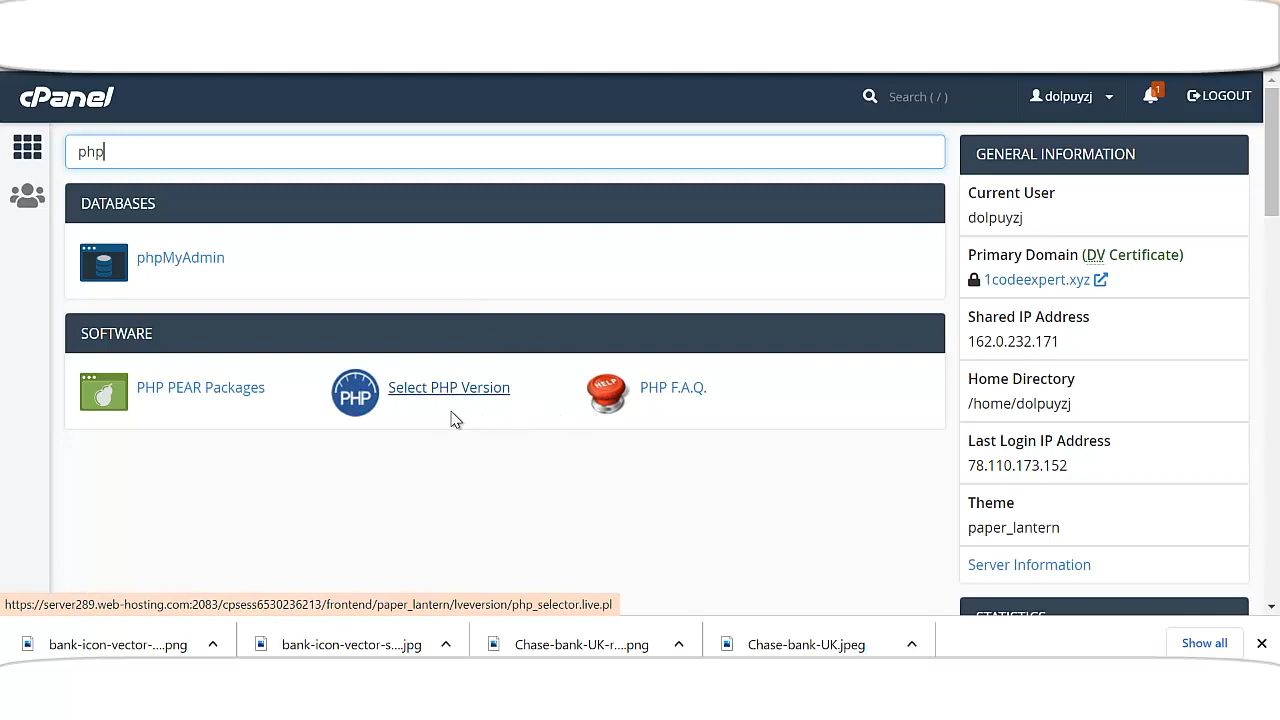 cPanel
Search ( / )
dolpuyzj
1
LOGOUT
php
DATABASES
phpMyAdmin
SOFTWARE
PHP PEAR Packages
PHP
Select PHP Version
HELP
PHP F.A.Q.
GENERAL INFORMATION
Current User
dolpuyzj
Primary Domain (DV Certificate)
1codeexpert.xyz
Shared IP Address
162.0.232.171
Home Directory
/home/dolpuyzj
Last Login IP Address
78.110.173.152
Theme
paper_lantern
Server Information
STATISTICS
https://server289.web-hosting.com:2083/cpsess6530236213/frontend/paper_lantern/lveversion/php_selector.live.pl
bank-icon-vector-....png
bank-icon-vector-s....jpg
Chase-bank-UK-r....png
Chase-bank-UK.jpeg
Show all